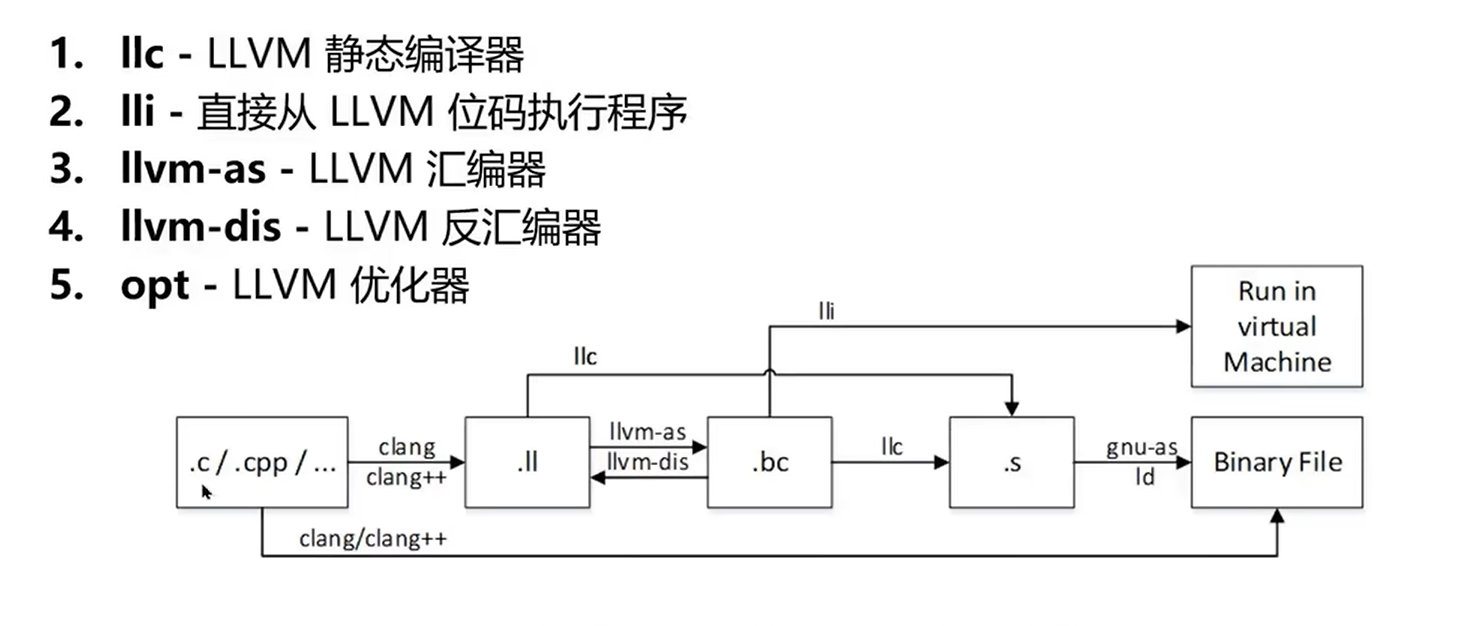 1. llc - LLVM 静态编译器
2. lli - 直接从 LLVM 位码执行程序
3. llvm-as - LLVM 汇编器
4. llvm-dis - LLVM 反汇编器
5. opt - LLVM 优化器
lli
Run in
virtual
Machine
llc
.c / .cpp / ...
clang
clang++
.ll
llvm-as
llvm-dis
.bc
llc
.s
gnu-as
ld
Binary File
clang/clang++